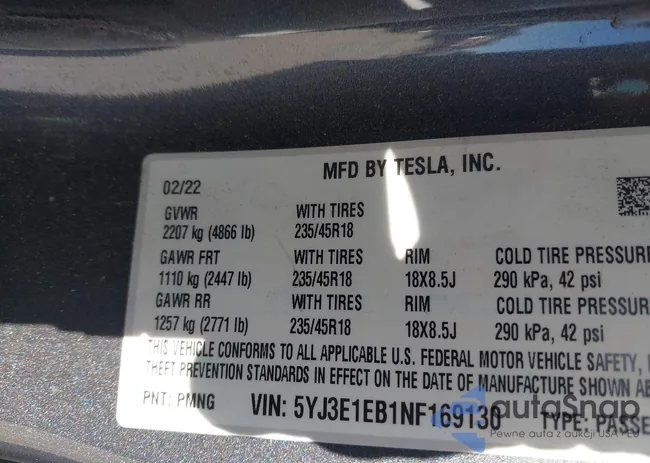 MFD BY TESLA, INC.
02/22
GVWR WITH TIRES
2207 kg (4866 lb) 235/45R18
GAWR FRT WITH TIRES RIM COLD TIRE PRESSURE
1110 kg (2447 lb) 235/45R18 18X8.5J 290 kPa, 42 psi
GAWR RR WITH TIRES RIM COLD TIRE PRESSURE
1257 kg (2771 lb) 235/45R18 18X8.5J 290 kPa, 42 psi
THIS VEHICLE CONFORMS TO ALL APPLICABLE U.S. FEDERAL MOTOR VEHICLE SAFETY,
THEFT PREVENTION STANDARDS IN EFFECT ON THE DATE OF MANUFACTURE SHOWN
PNT: PMNG VIN: 5YJ3E1EB1NF169130 TYPE: PASSE
autoSnap
Pewne auta z aukcji USA i EU